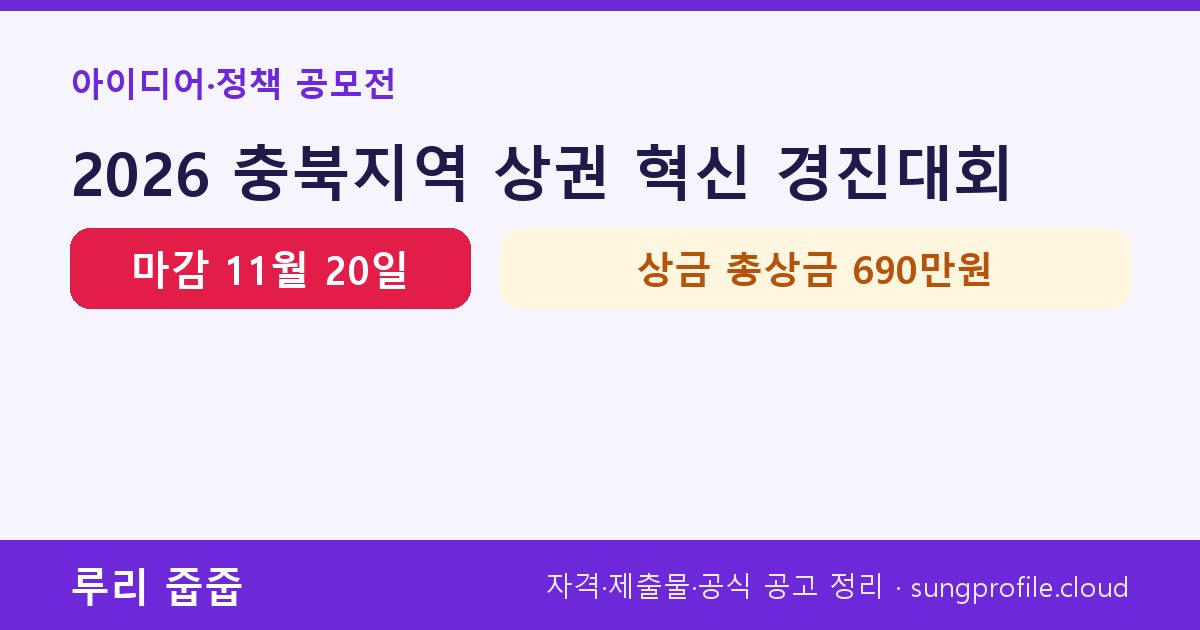 아이디어·정책 공모전
2026 충북지역 상권 혁신 경진대회
마감 11월 20일
상금 총상금 690만원
루리 줍줍
자격·제출물·공식 공고 정리 · sungprofile.cloud